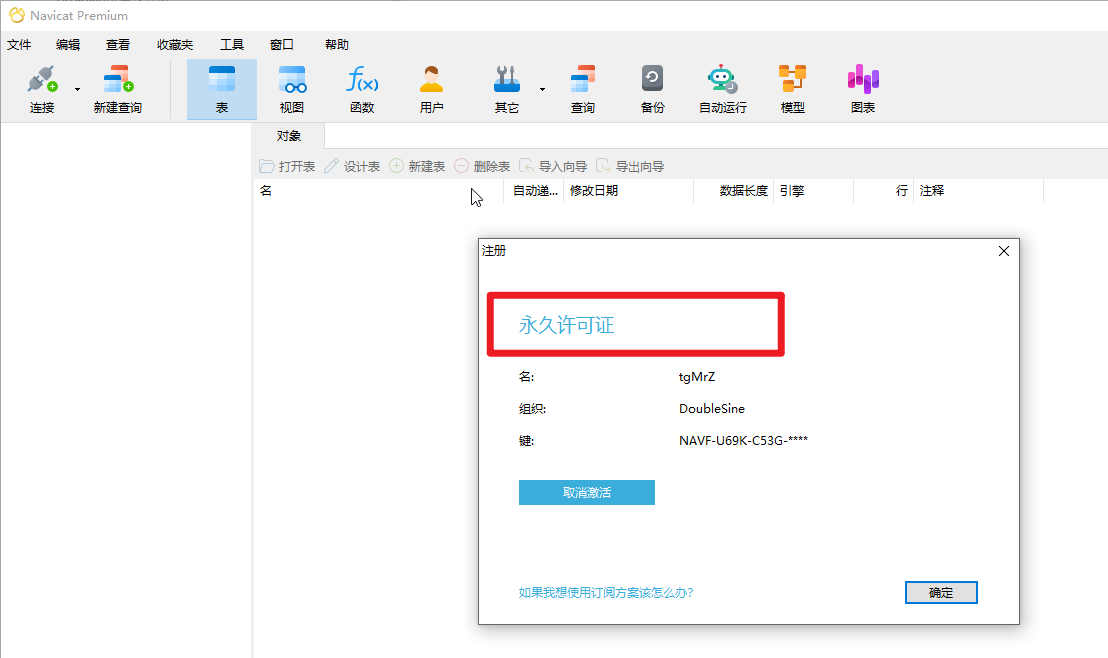 Navicat Premium
文件 编辑 查看 收藏夹 工具 窗口 帮助
连接 新建查询 表 视图 函数 用户 其它 查询 备份 自动运行 模型 图表
对象
打开表 设计表 新建表 删除表 导入向导 导出向导
名 自动递... 修改日期 数据长度 引擎 行 注释
注册
永久许可证
名: tgMrZ
组织: DoubleSine
键: NAVF-U69K-C53G-****
取消激活
如果我想使用订阅方案该怎么办?
确定